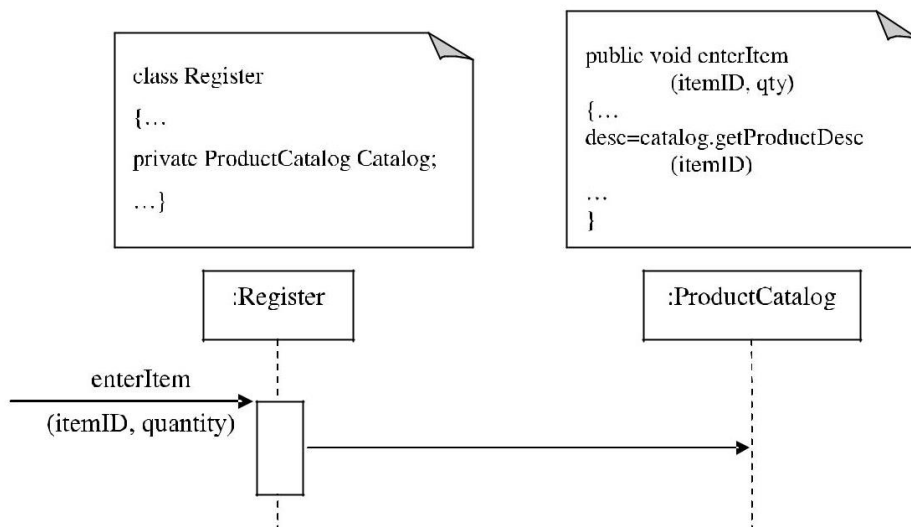 class Register
{…
private ProductCatalog Catalog;
…}
public void enterItem
(itemID, qty)
{…
desc=catalog.getProductDesc
(itemID)
…
}
:Register
:ProductCatalog
enterItem
(itemID, quantity)